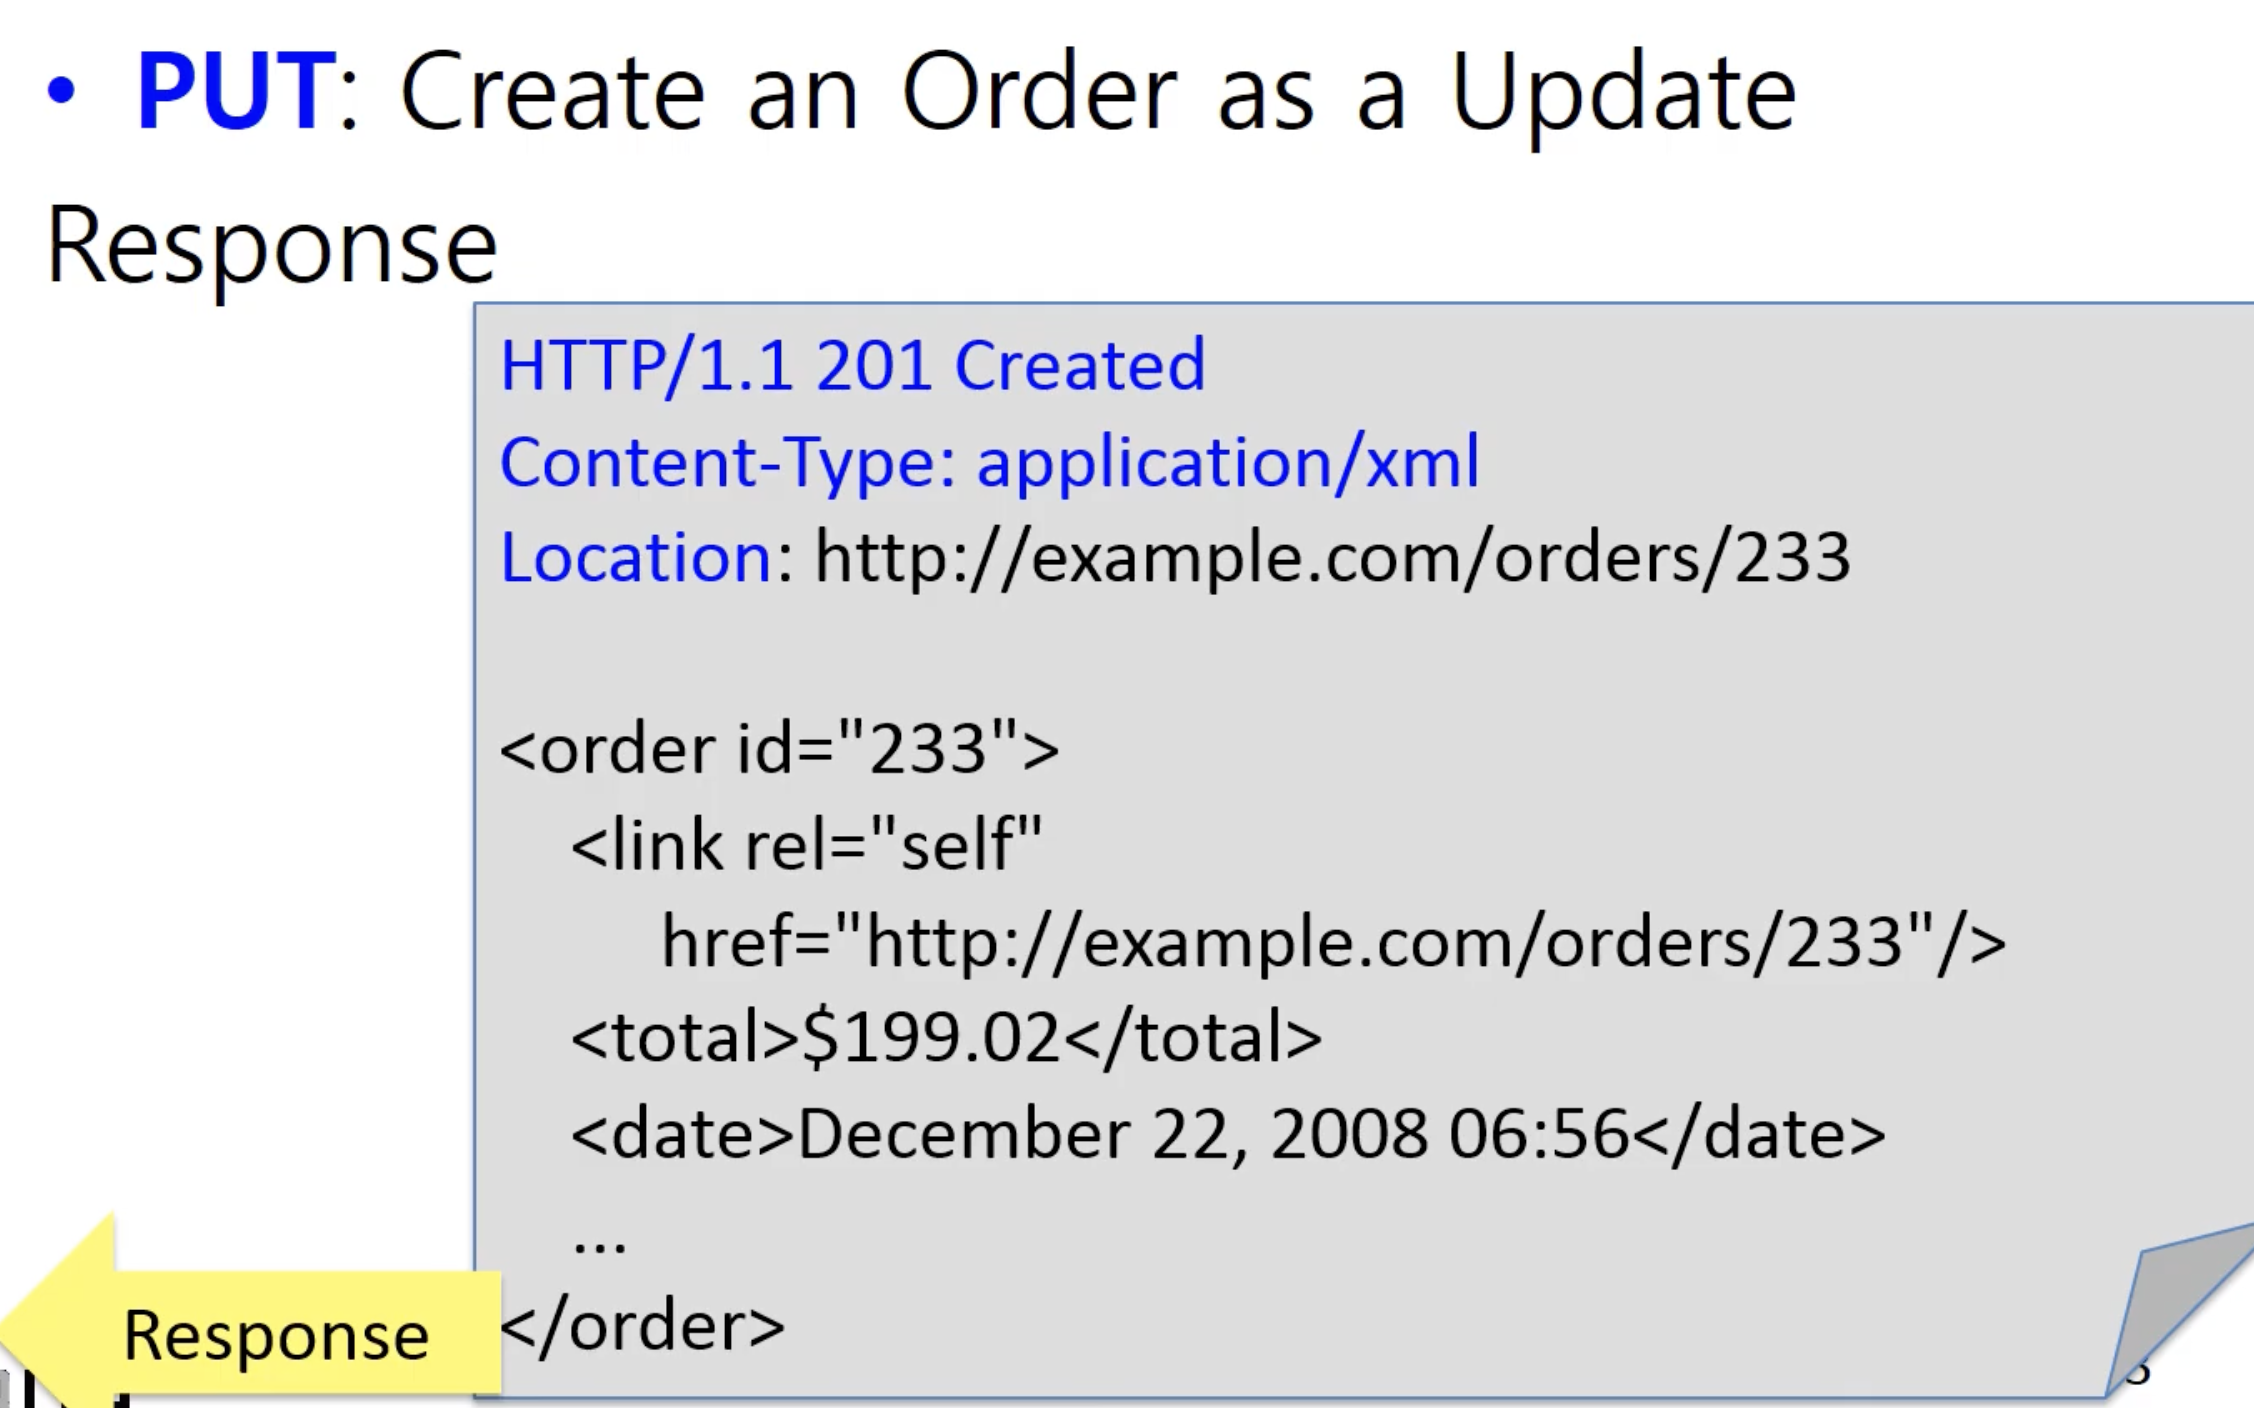 • PUT: Create an Order as a Update
Response
HTTP/1.1 201 Created
Content-Type: application/xml
Location: http://example.com/orders/233
<order id="233">
<link rel="self"
href="http://example.com/orders/233"/>
<total>$199.02</total>
<date>December 22, 2008 06:56</date>
...
</order>
Response